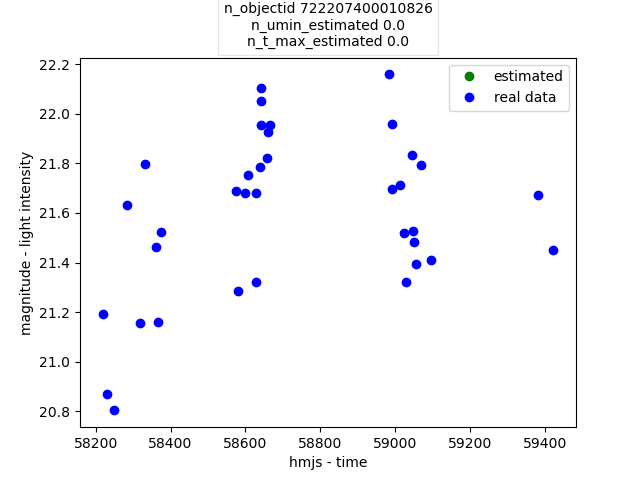 n_objectid 722207400010826
n_umin_estimated 0.0
n_t_max_estimated 0.0
estimated
real data
magnitude - light intensity
22.2
22.0
21.8
21.6
21.4
21.2
21.0
20.8
58200 58400 58600 58800 59000 59200 59400
hmjs - time